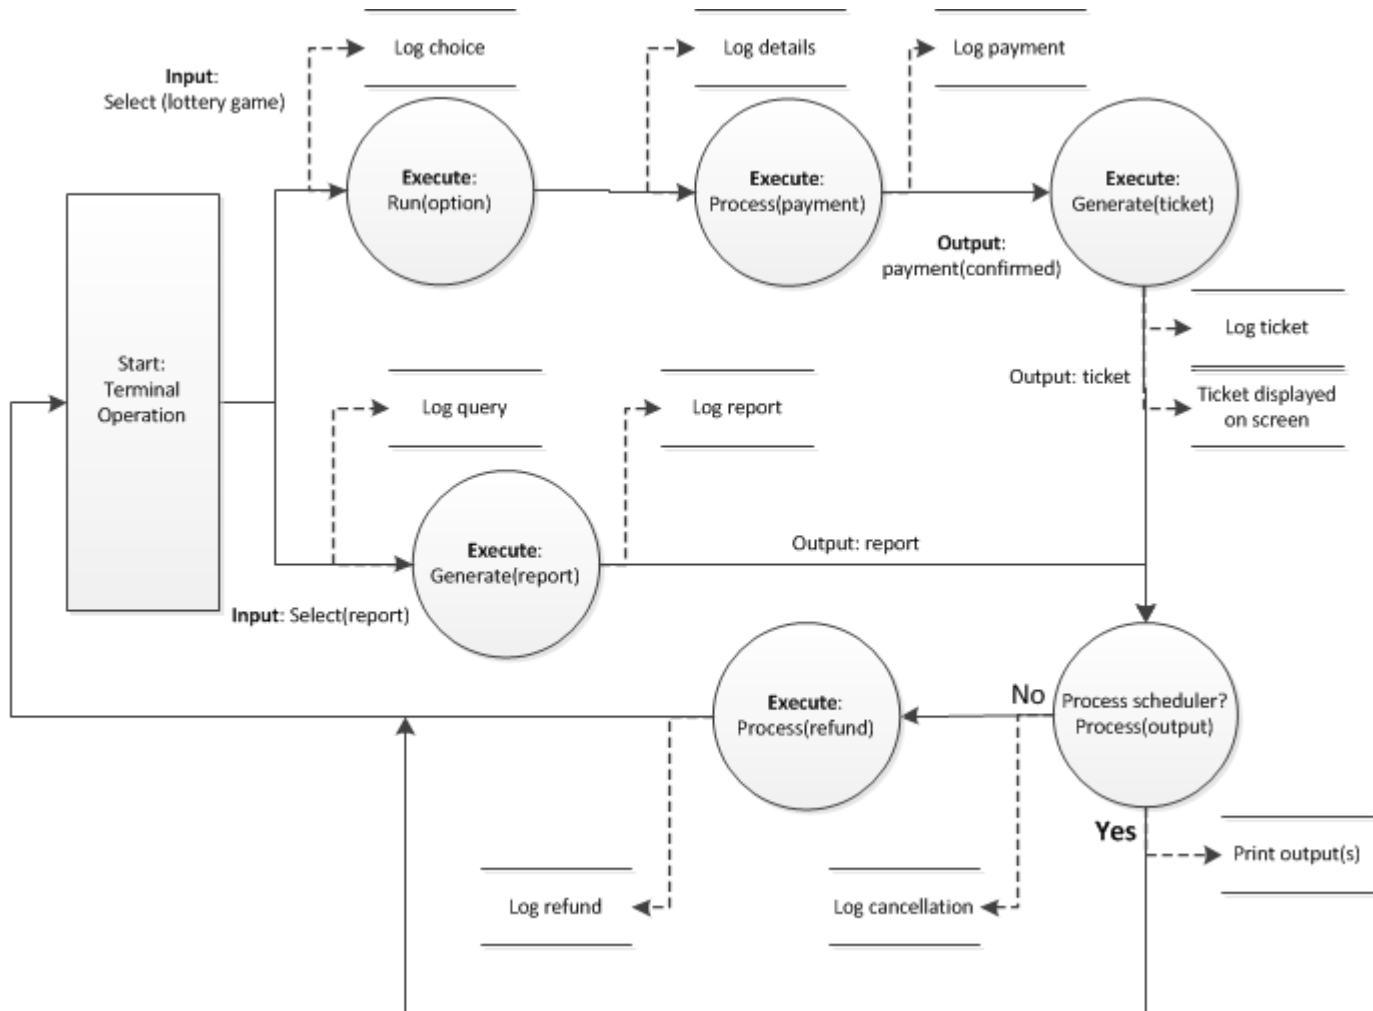 Log choice
Log details
Log payment
Input:
Select (lottery game)
Execute:
Run(option)
Execute:
Process(payment)
Execute:
Generate(ticket)
Output:
payment(confirmed)
Start:
Terminal
Operation
Log ticket
Output: ticket
Ticket displayed
on screen
Log query
Log report
Execute:
Generate(report)
Output: report
Input: Select(report)
Execute:
Process(refund)
No
Process scheduler?
Process(output)
Yes
Print output(s)
Log refund
Log cancellation